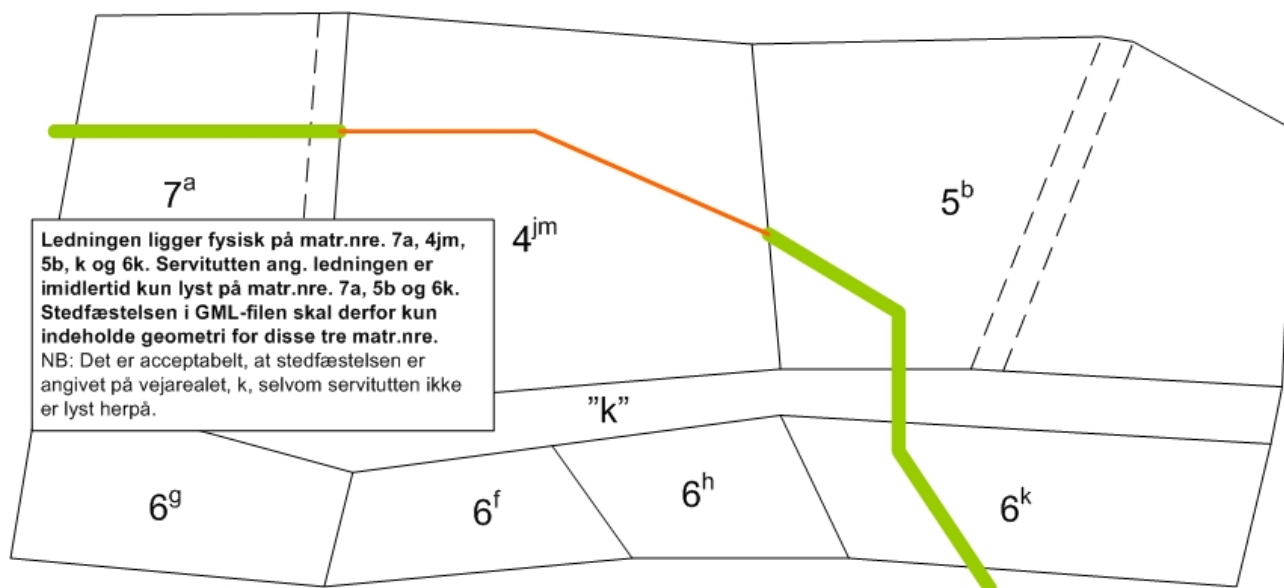 7a
4jm
5b
Ledningen ligger fysisk på matr.nre. 7a, 4jm,
5b, k og 6k. Servitutten ang. ledningen er
imidlertid kun lyst på matr.nre. 7a, 5b og 6k.
Stedfæstelsen i GML-filen skal derfor kun
indeholde geometri for disse tre matr.nre.
NB: Det er acceptabelt, at stedfæstelsen er
angivet på vejarealet, k, selvom servitutten ikke
er lyst herpå.
”k”
6g
6f
6h
6k